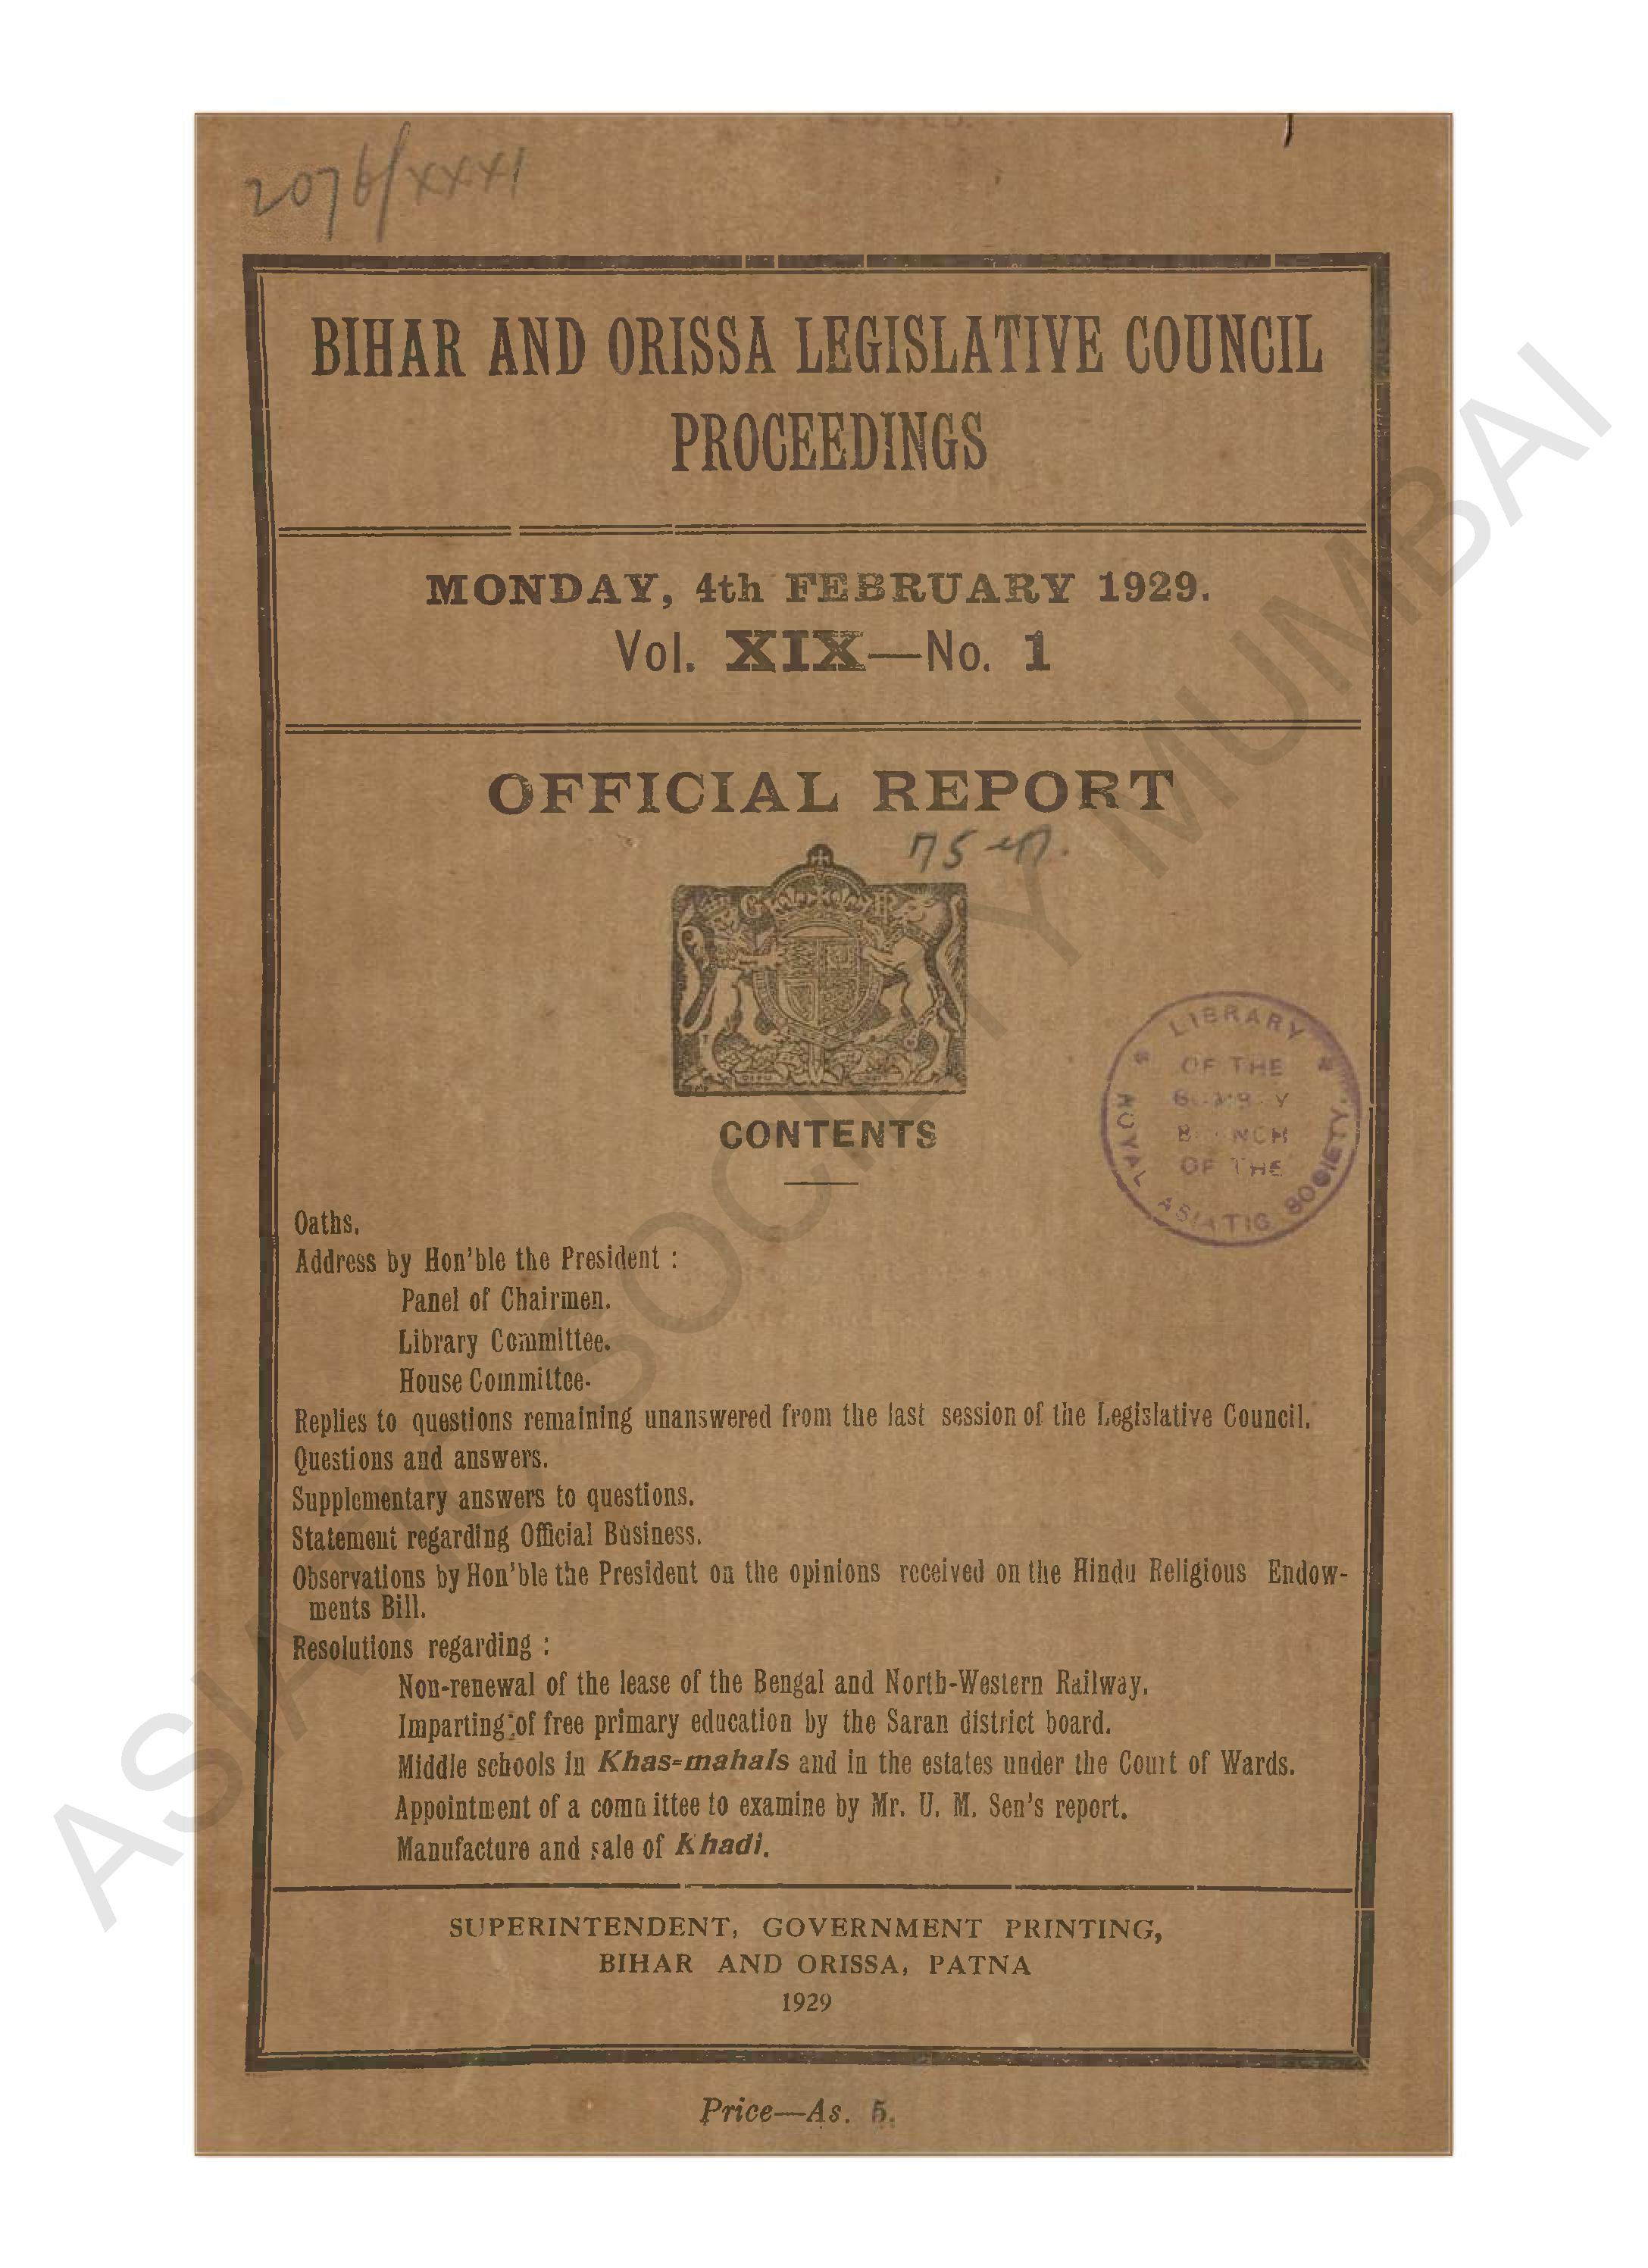 2076/XXXI
BIHAR AND ORISSA LEGISLATIVE COUNCIL
PROCEEDINGS
MONDAY, 4th FEBRUARY 1929.
Vol. XIX—No. 1
OFFICIAL REPORT
75
CONTENTS
LIBRARY
OF THE
BOMBAY
BRANCH
OF THE
ROYAL ASIATIC SOCIETY.
Oaths.
Address by Hon'ble the President :
Panel of Chairmen.
Library Committee.
House Committee.
Replies to questions remaining unanswered from the last session of the Legislative Council.
Questions and answers.
Supplementary answers to questions.
Statement regarding Official Business.
Observations by Hon'ble the President on the opinions received on the Hindu Religious Endow-
ments Bill.
Resolutions regarding :
Non-renewal of the lease of the Bengal and North-Western Railway.
Imparting of free primary education by the Saran district board.
Middle schools in Khas-mahals and in the estates under the Court of Wards.
Appointment of a committee to examine by Mr. U. M. Sen's report.
Manufacture and sale of Khadi.
SUPERINTENDENT, GOVERNMENT PRINTING,
BIHAR AND ORISSA, PATNA
1929
Price—As. 5.
ASIATIC SOCIETY MUMBAI